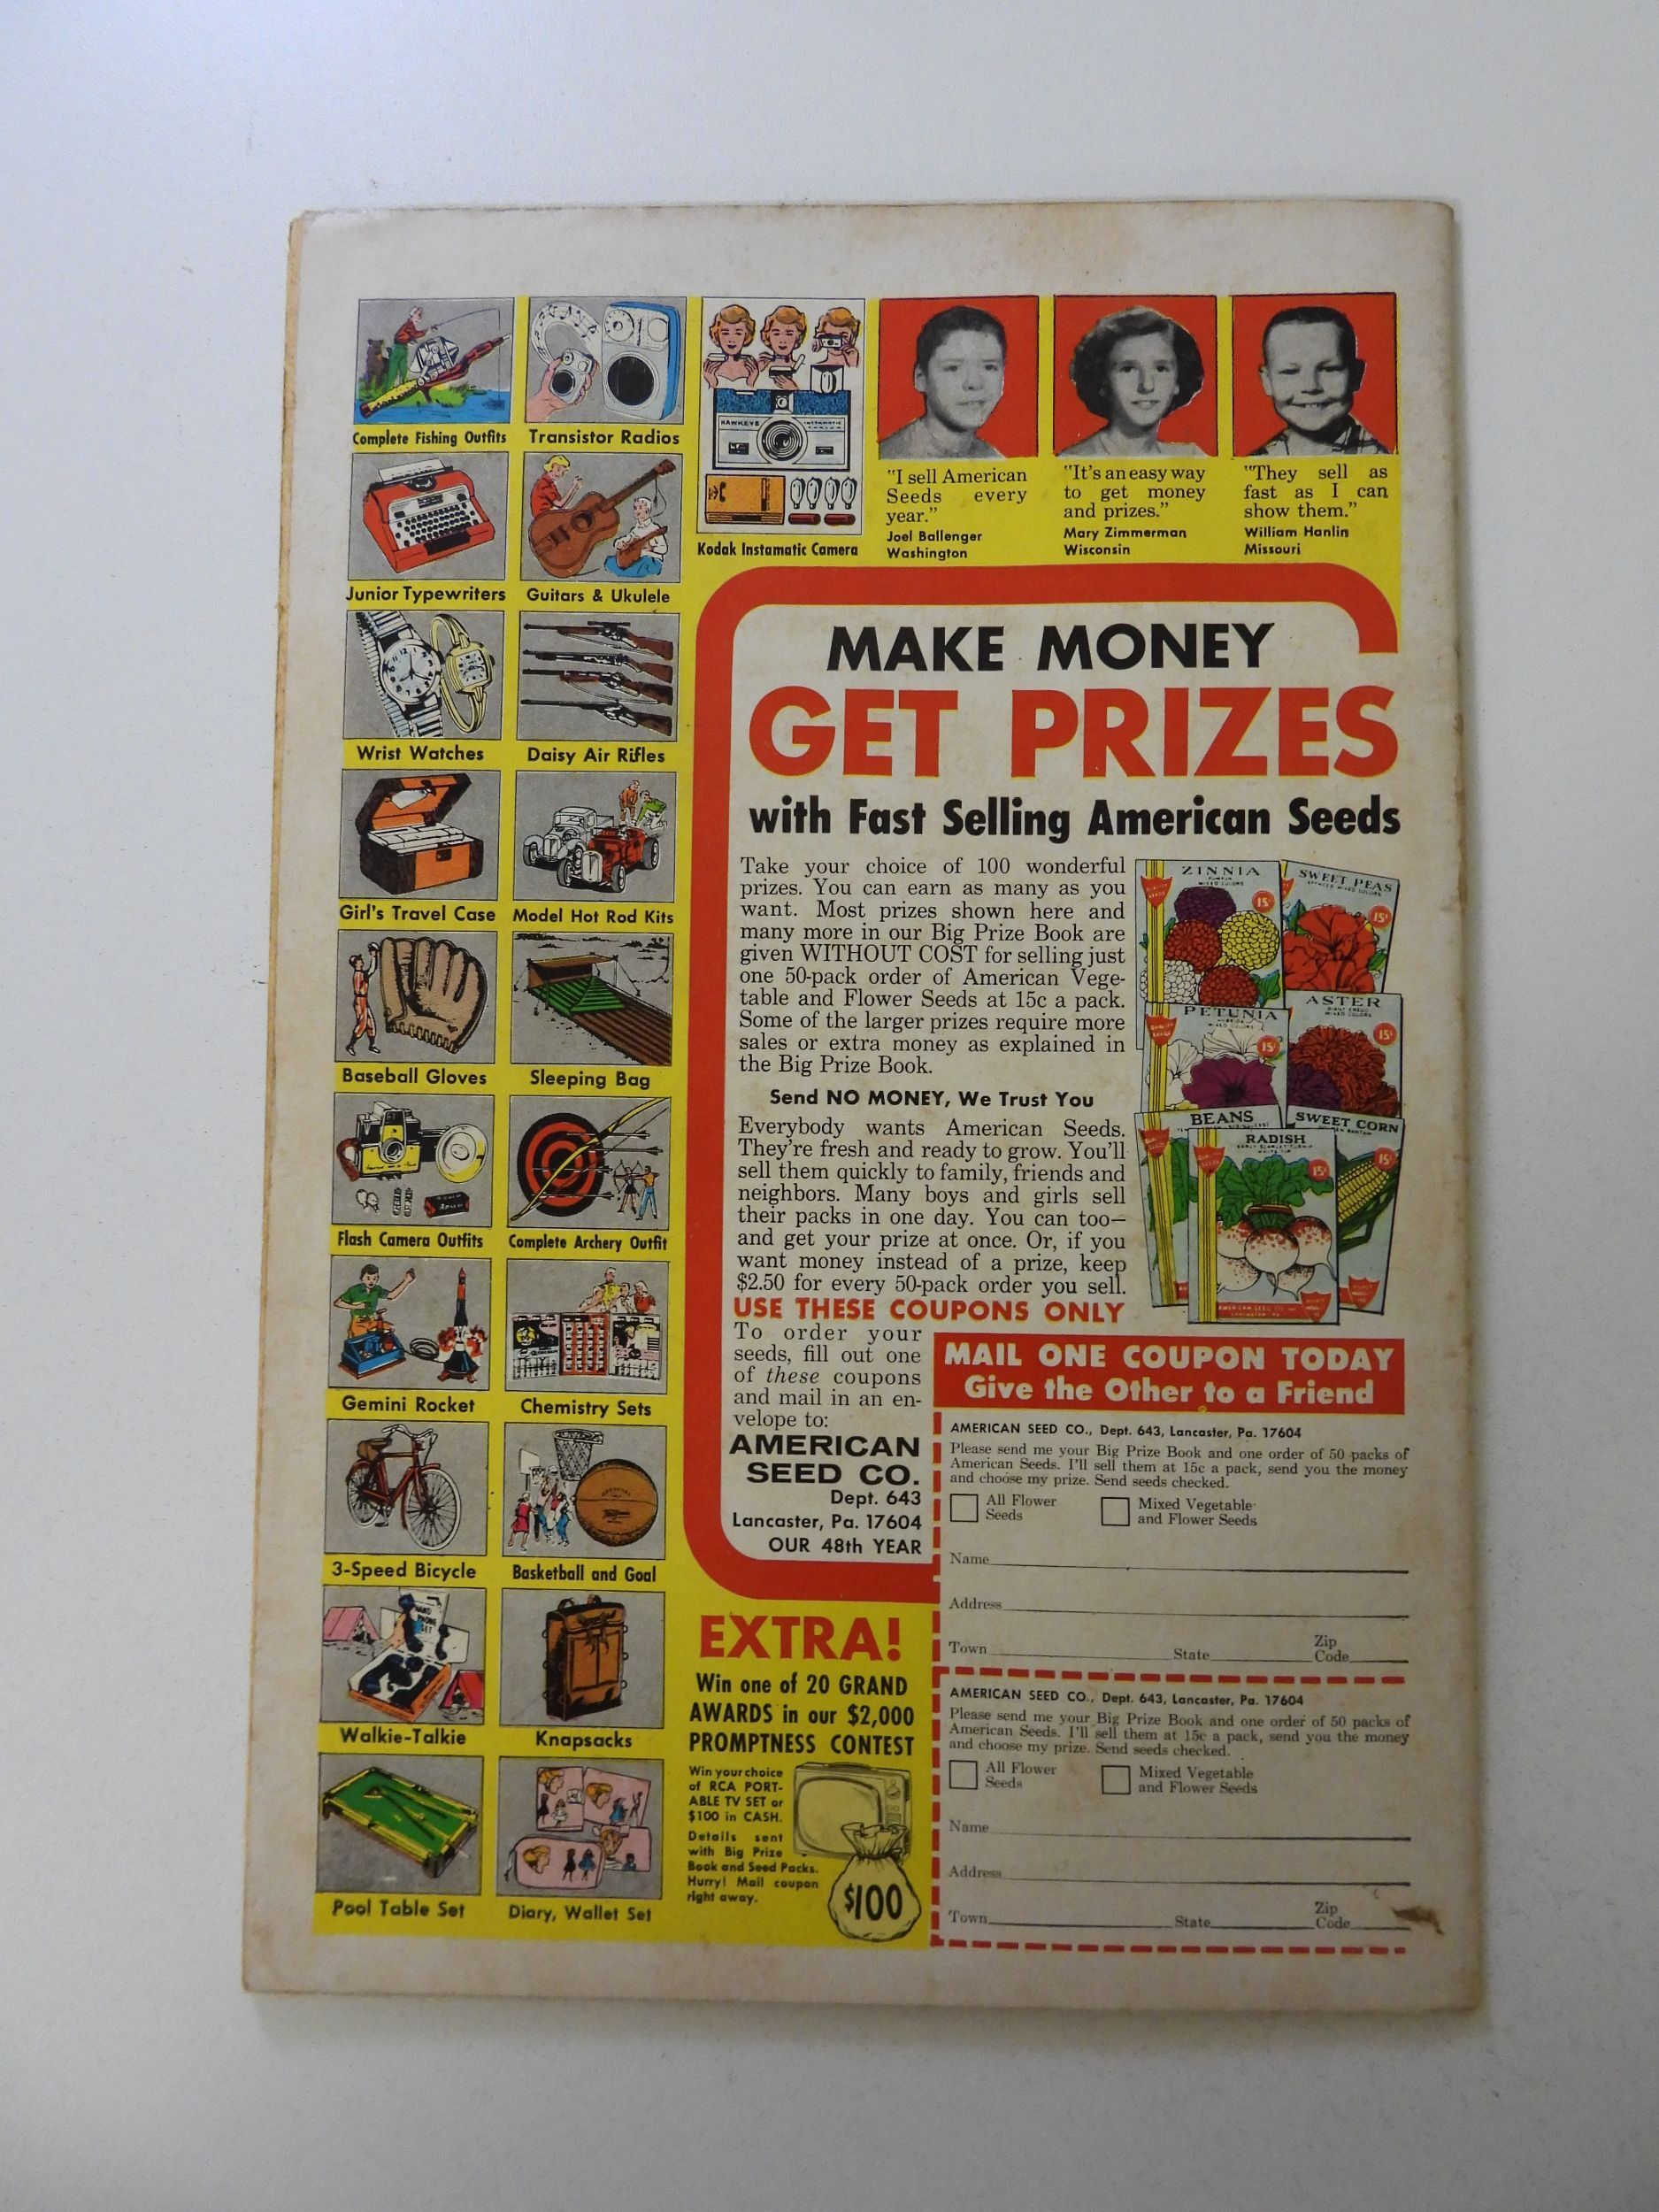 Complete Fishing Outfits
Transistor Radios
HAWKEYE
INSTAMATIC
Kodak Instamatic Camera
"I sell American
Seeds every
year."
Joel Ballenger
Washington
"It's an easy way
to get money
and prizes."
Mary Zimmerman
Wisconsin
"They sell as
fast as I can
show them."
William Hanlin
Missouri
Junior Typewriters
Guitars & Ukulele
Wrist Watches
Daisy Air Rifles
Girl's Travel Case
Model Hot Rod Kits
Baseball Gloves
Sleeping Bag
Flash Camera Outfits
Complete Archery Outfit
Gemini Rocket
Chemistry Sets
3-Speed Bicycle
Basketball and Goal
Walkie-Talkie
Knapsacks
Pool Table Set
Diary, Wallet Set
MAKE MONEY
GET PRIZES
with Fast Selling American Seeds
Take your choice of 100 wonderful
prizes. You can earn as many as you
want. Most prizes shown here and
many more in our Big Prize Book are
given WITHOUT COST for selling just
one 50-pack order of American Vege-
table and Flower Seeds at 15c a pack.
Some of the larger prizes require more
sales or extra money as explained in
the Big Prize Book.
Send NO MONEY, We Trust You
Everybody wants American Seeds.
They're fresh and ready to grow. You'll
sell them quickly to family, friends and
neighbors. Many boys and girls sell
their packs in one day. You can too—
and get your prize at once. Or, if you
want money instead of a prize, keep
$2.50 for every 50-pack order you sell.
USE THESE COUPONS ONLY
To order your
seeds, fill out one
of these coupons
and mail in an en-
velope to:
AMERICAN
SEED CO.
Dept. 643
Lancaster, Pa. 17604
OUR 48th YEAR
ZINNIA
MIXED COLORS
15¢
SWEET PEAS
MIXED COLORS
15¢
PETUNIA
MIXED COLORS
15¢
ASTER
MIXED COLORS
15¢
BEANS
SWEET CORN
15¢
RADISH
15¢
AMERICAN SEED CO.
MAIL ONE COUPON TODAY
Give the Other to a Friend
AMERICAN SEED CO., Dept. 643, Lancaster, Pa. 17604
Please send me your Big Prize Book and one order of 50 packs of
American Seeds. I'll sell them at 15c a pack, send you the money
and choose my prize. Send seeds checked.
All Flower
Seeds
Mixed Vegetable
and Flower Seeds
Name
Address
Town State Zip
Code
AMERICAN SEED CO., Dept. 643, Lancaster, Pa. 17604
Please send me your Big Prize Book and one order of 50 packs of
American Seeds. I'll sell them at 15c a pack, send you the money
and choose my prize. Send seeds checked.
All Flower
Seeds
Mixed Vegetable
and Flower Seeds
Name
Address
Town State Zip
Code
EXTRA!
Win one of 20 GRAND
AWARDS in our $2,000
PROMPTNESS CONTEST
Win your choice
of RCA PORT-
ABLE TV SET or
$100 in CASH.
Details sent
with Big Prize
Book and Seed Packs.
Hurry! Mail coupon
right away.
$100